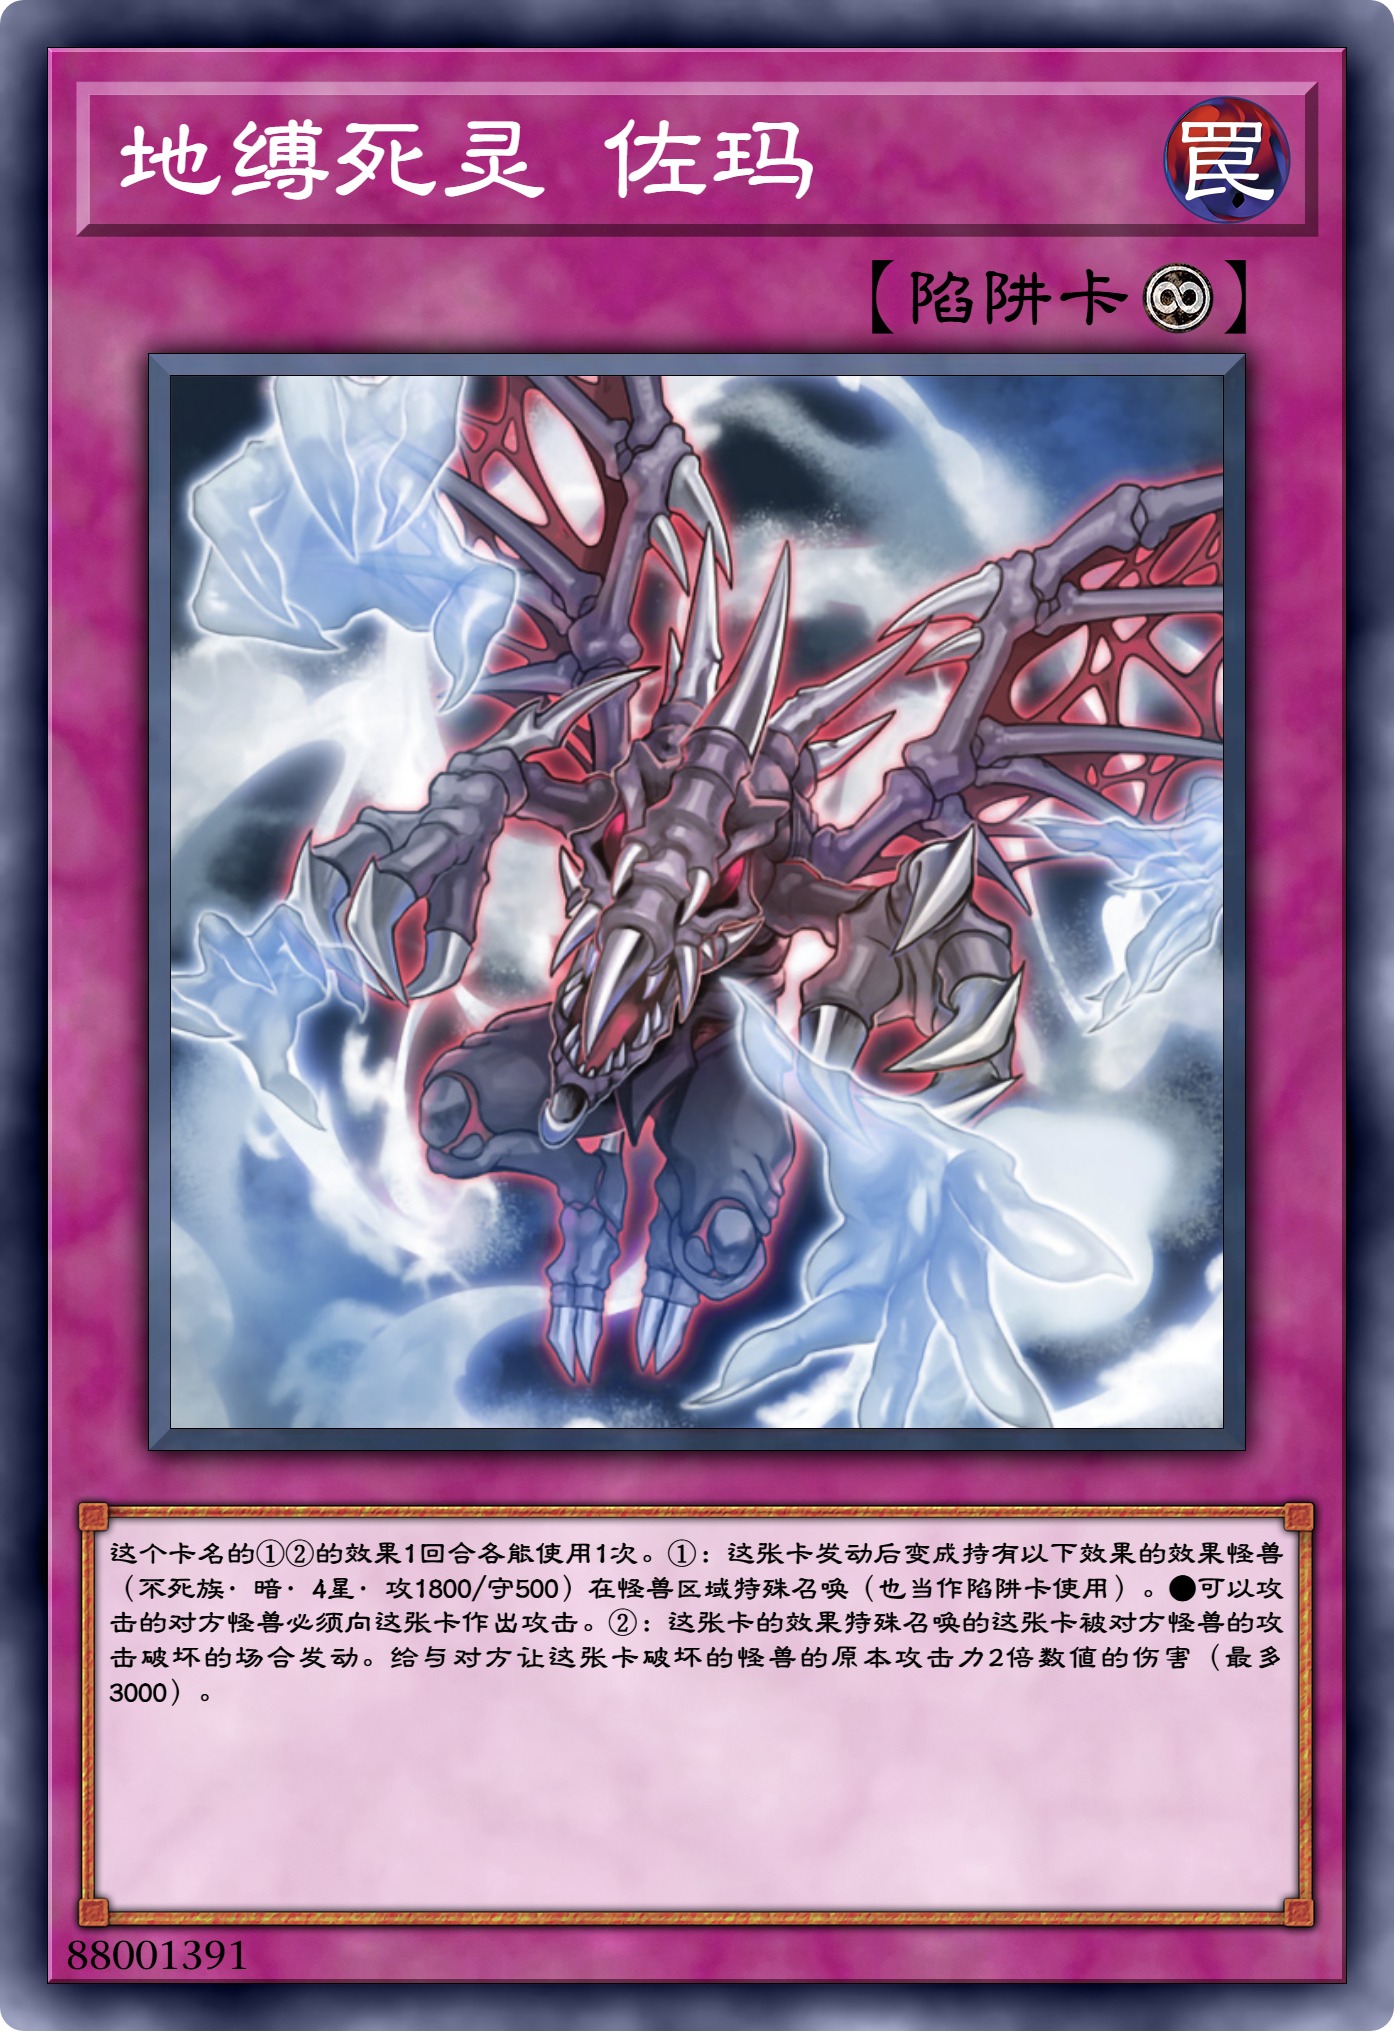 地缚死灵 佐玛
罠
【陷阱卡∞】
这个卡名的①②的效果1回合各能使用1次。①：这张卡发动后变成持有以下效果的效果怪兽
（不死族·暗·4星·攻1800/守500）在怪兽区域特殊召唤（也当作陷阱卡使用）。●可以攻
击的对方怪兽必须向这张卡作出攻击。②：这张卡的效果特殊召唤的这张卡被对方怪兽的攻
击破坏的场合发动。给与对方让这张卡破坏的怪兽的原本攻击力2倍数值的伤害（最多
3000）。
88001391